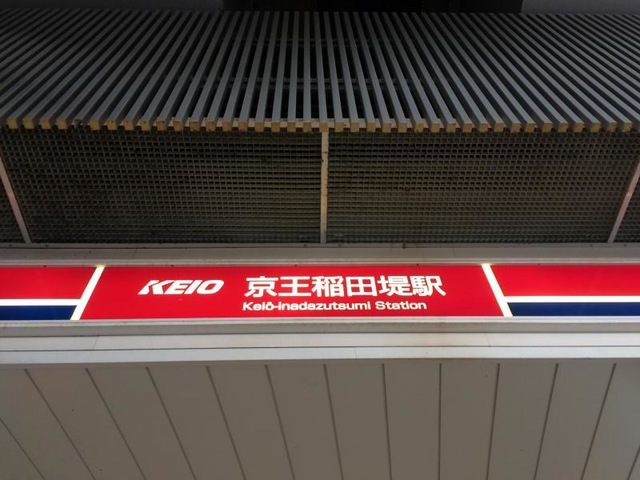 KEIO 京王稲田堤駅
Keiō-inadazutsumi Station